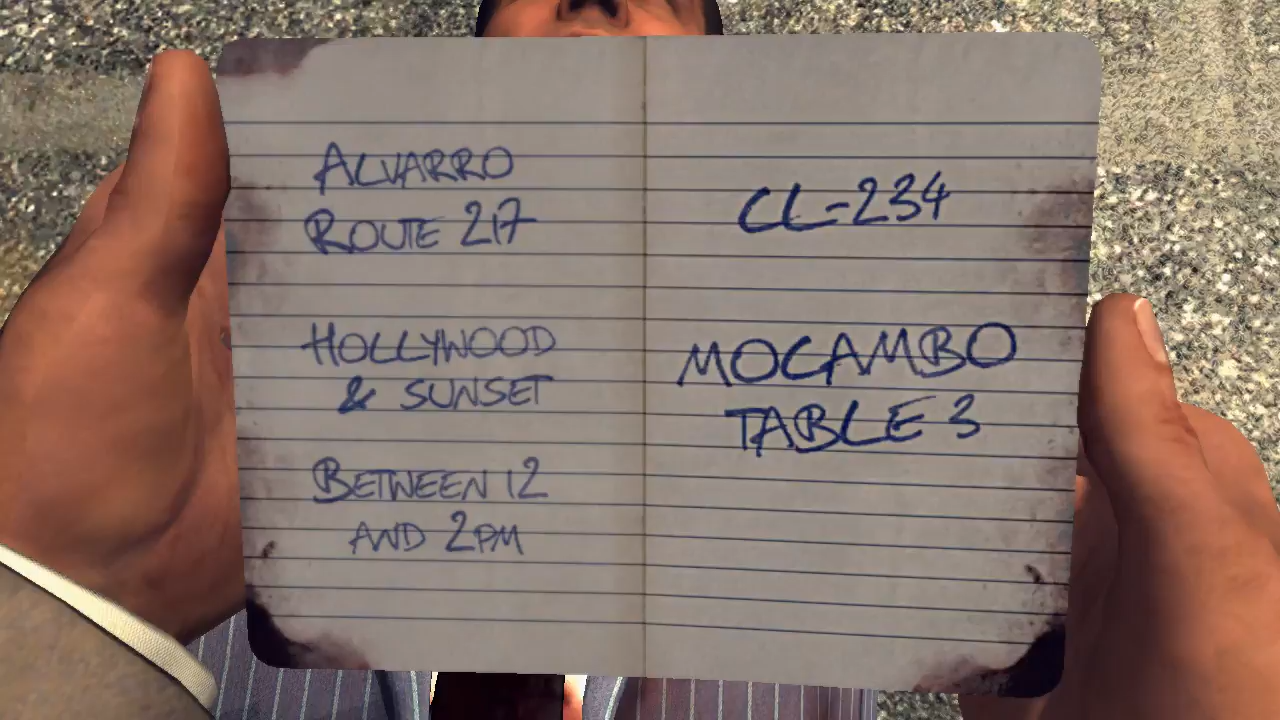 ALVARRO
ROUTE 217
HOLLYWOOD
& SUNSET
BETWEEN 12
AND 2PM
CL-234
MOCAMBO
TABLE 3